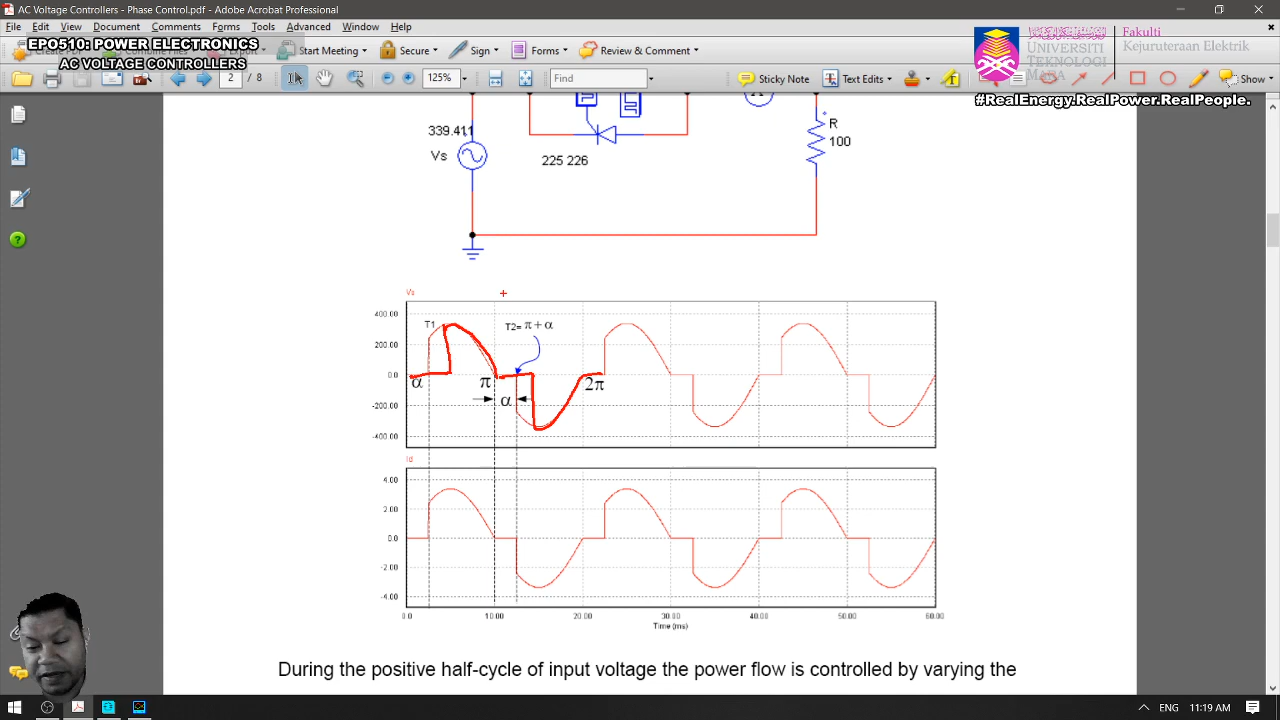 AC Voltage Controllers - Phase Control.pdf - Adobe Acrobat Professional
File Edit View Document Comments Forms Tools Advanced Window Help
EPO510: POWER ELECTRONICS
AC VOLTAGE CONTROLLERS
Start Meeting
Secure
Sign
Forms
Review & Comment
Fakulti
Kejuruteraan Elektrik
UNIVERSITI
TEKNOLOGI
MARA
2 / 8
125%
Find
Sticky Note
Text Edits
Show
#RealEnergy.RealPower.RealPeople.
339.411
Vs
225 226
R
100
Vs
400.00
200.00
0.0
-200.00
-400.00
T1
T2= π + α
α
π
α
2π
Id
4.00
2.00
0.0
-2.00
-4.00
0.0 10.00 20.00 30.00 40.00 50.00 60.00
Time (ms)
During the positive half-cycle of input voltage the power flow is controlled by varying the
ENG 11:19 AM